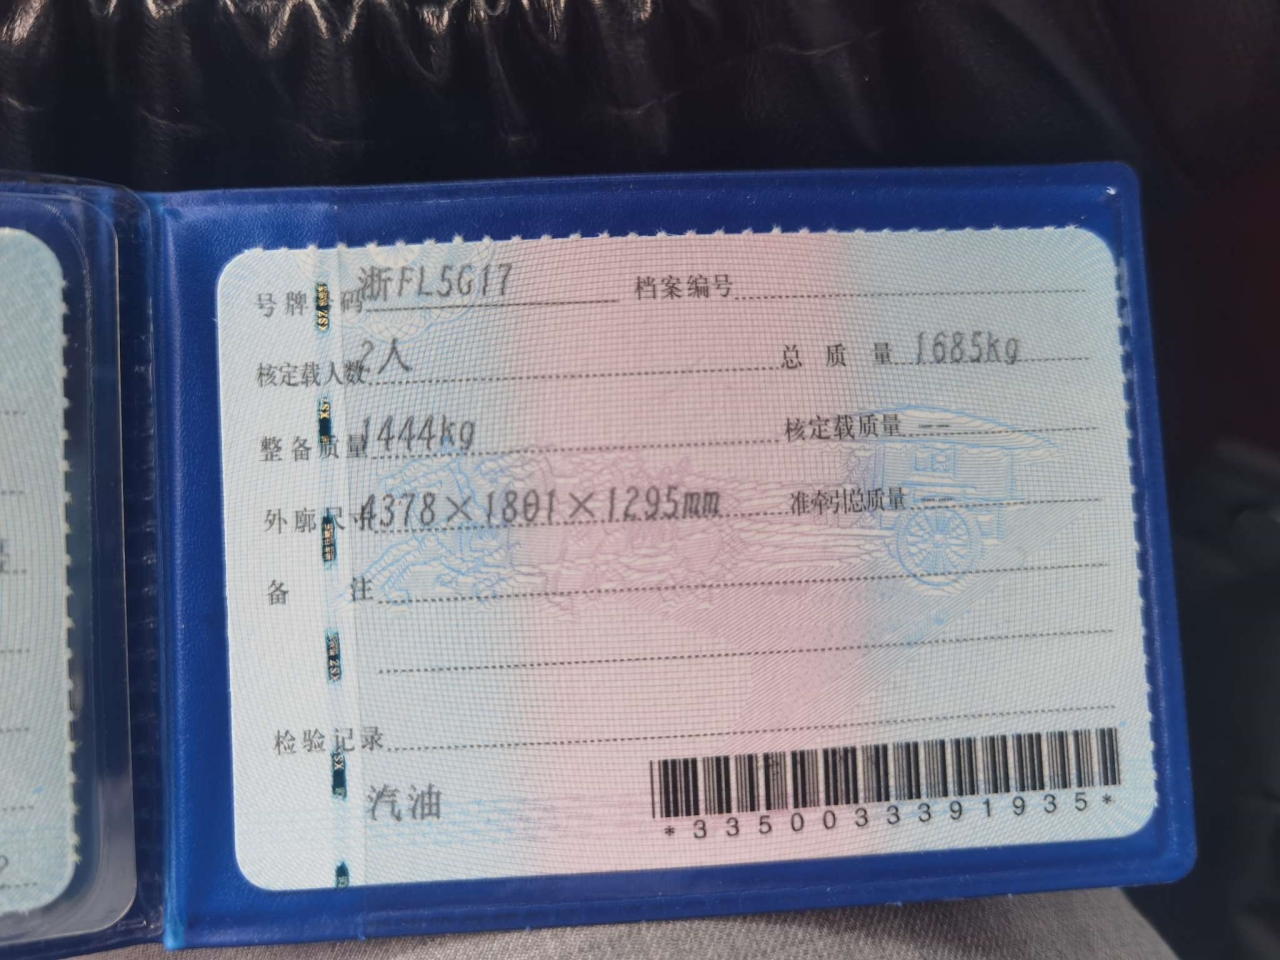 号牌号码 浙FL5G17 档案编号
核定载人数 2人 总质量 1685kg
整备质量 1444kg 核定载质量 --
外廓尺寸 4378×1801×1295mm 准牵引总质量 --
备注
检验记录
汽油
*3350033391935*